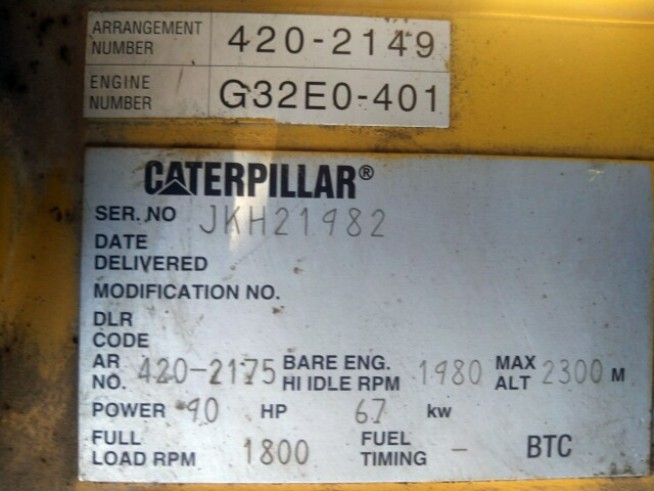 ARRANGEMENT NUMBER 420-2149
ENGINE NUMBER G32E0-401
CATERPILLAR®
SER. NO JKH21982
DATE
DELIVERED
MODIFICATION NO.
DLR
CODE
AR NO. 420-2175 BARE ENG. HI IDLE RPM 1980 MAX ALT 2300 M
POWER 90 HP 67 kw
FULL LOAD RPM 1800 FUEL TIMING - BTC